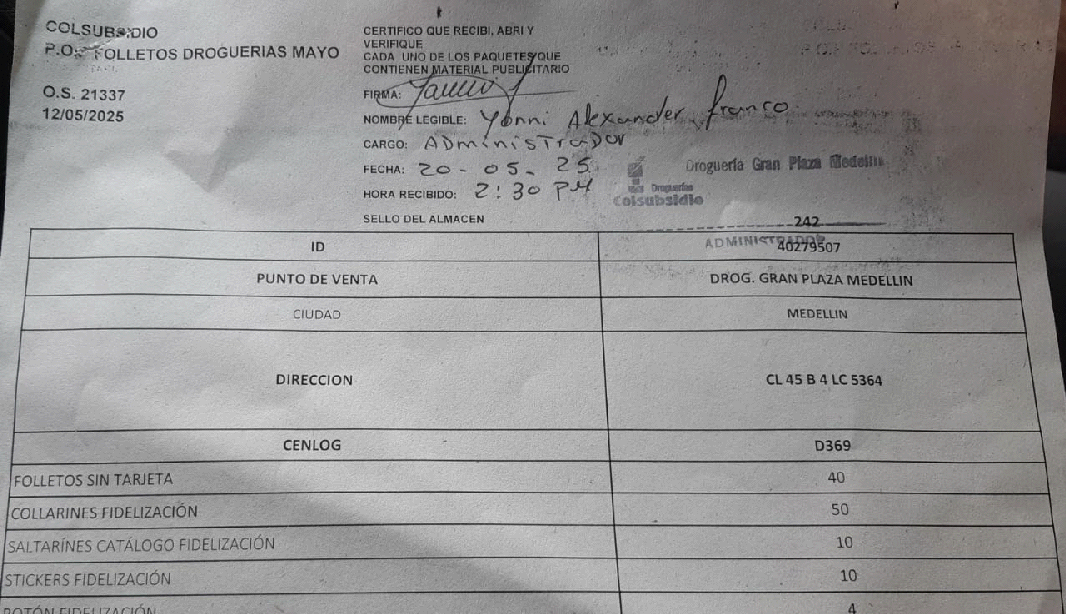 COLSUBSIDIO
P.O. FOLLETOS DROGUERIAS MAYO
O.S. 21337
12/05/2025
CERTIFICO QUE RECIBI, ABRI Y
VERIFIQUE
CADA UNO DE LOS PAQUETES QUE
CONTIENEN MATERIAL PUBLICITARIO
FIRMA:
NOMBRE LEGIBLE: Yonni Alexander franco
CARGO: ADministrador
FECHA: 20-05-25
HORA RECIBIDO: 2:30 PM
SELLO DEL ALMACEN
Droguería Gran Plaza Medellín
Droguerías
Colsubsidio
242
ADMINISTRADOR
ID 40279507
PUNTO DE VENTA DROG. GRAN PLAZA MEDELLIN
CIUDAD MEDELLIN
DIRECCION CL 45 B 4 LC 5364
CENLOG D369
FOLLETOS SIN TARJETA 40
COLLARINES FIDELIZACIÓN 50
SALTARÍNES CATÁLOGO FIDELIZACIÓN 10
STICKERS FIDELIZACIÓN 10
BOTÓN FIDELIZACIÓN 4